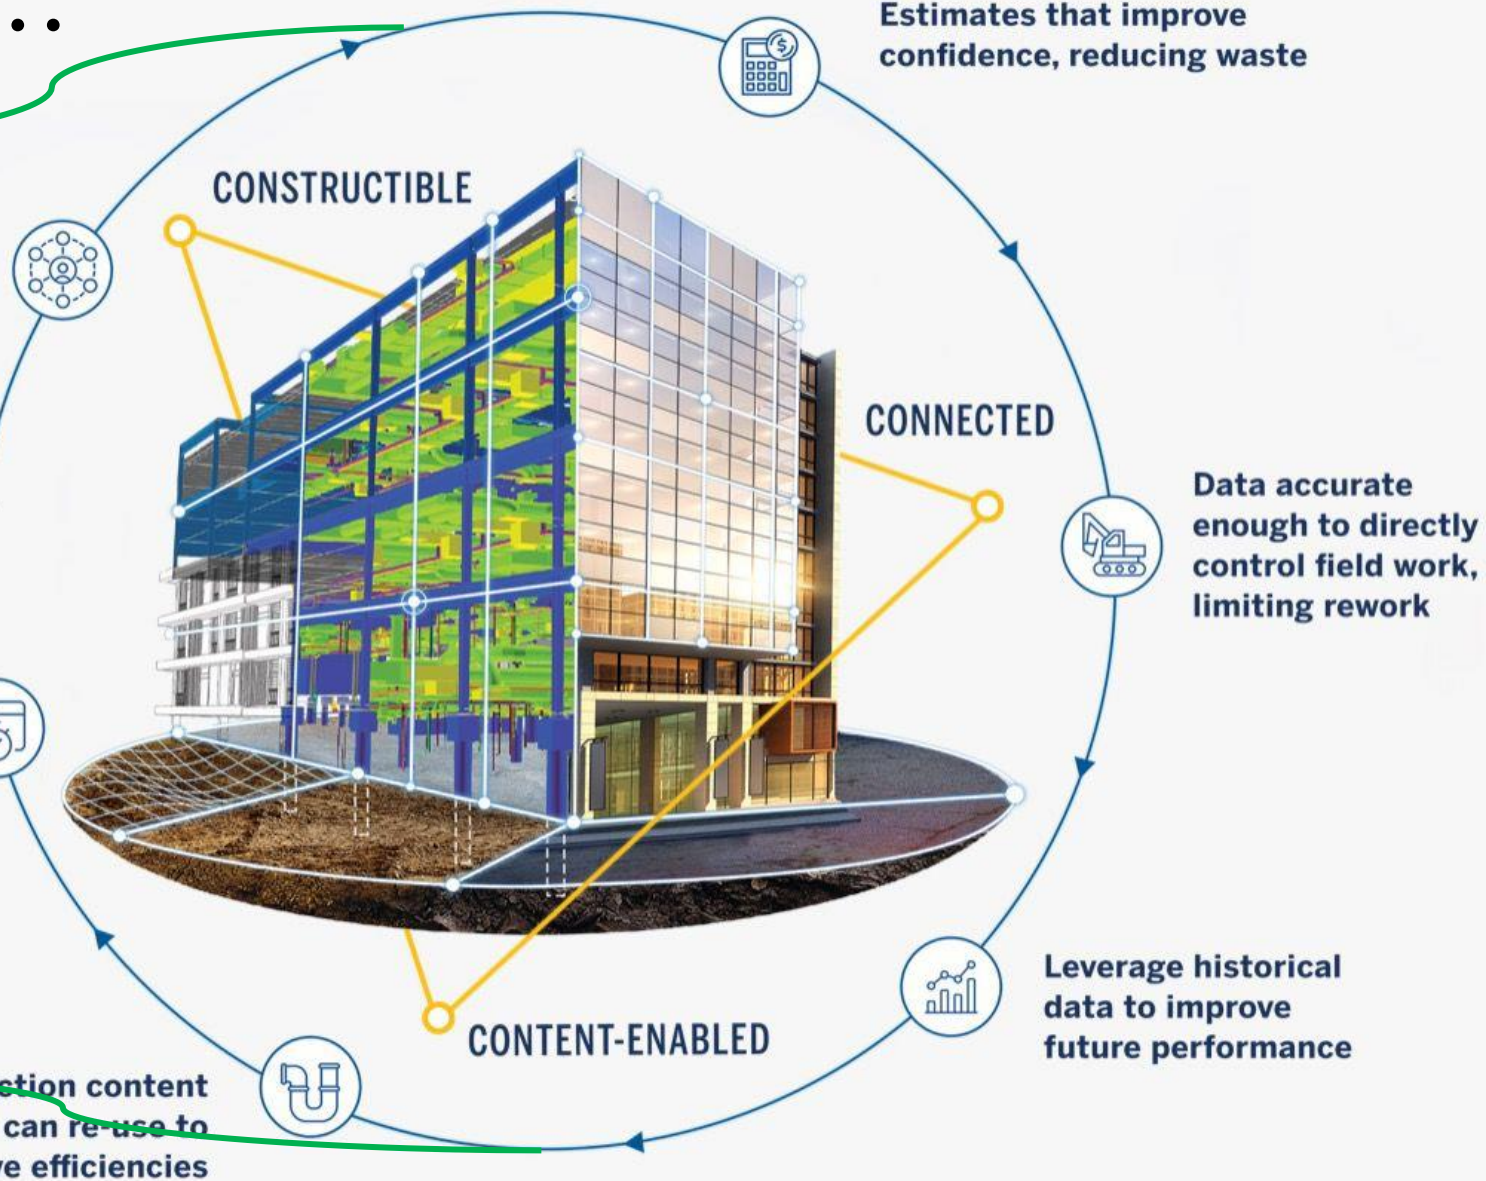 Estimates that improve
confidence, reducing waste
CONSTRUCTIBLE
CONNECTED
Data accurate
enough to directly
control field work,
limiting rework
Leverage historical
data to improve
future performance
CONTENT-ENABLED
content
can re-use to
efficiencies